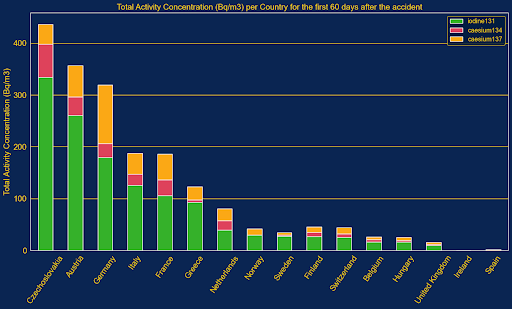 Total Activity Concentration (Bq/m3) per Country for the first 60 days after the accident
iodine131
caesium134
caesium137
Total Activity Concentration (Bq/m3)
400
300
200
100
0
Czechoslovakia
Austria
Germany
Italy
France
Greece
Netherlands
Norway
Sweden
Finland
Switzerland
Belgium
Hungary
United Kingdom
Ireland
Spain